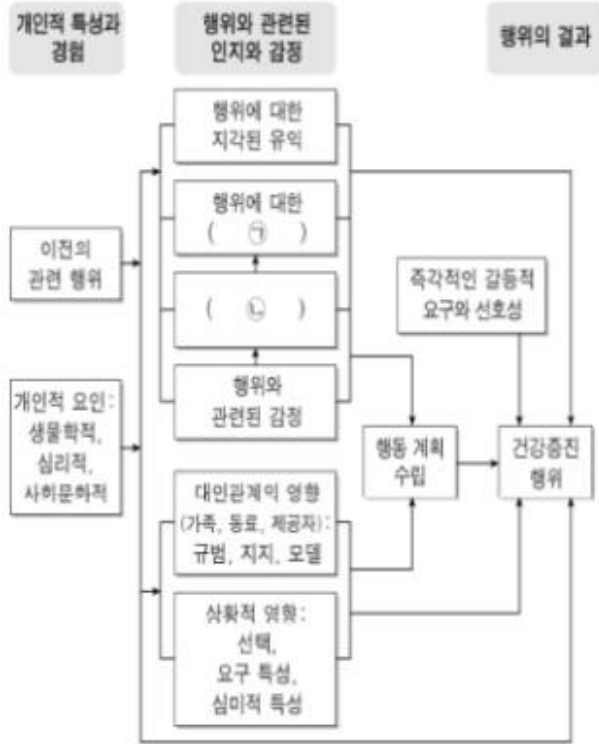 개인적 특성과
경험
행위와 관련된
인지와 감정
행위의 결과
행위에 대한
지각된 유익
행위에 대한
( ㉠ )
이전의
관련 행위
( ㉡ )
즉각적인 갈등적
요구와 선호성
행위와
관련된 감정
개인적 요인:
생물학적,
심리적,
사회문화적
행동 계획
수립
건강증진
행위
대인관계의 영향
(가족, 동료, 제공자):
규범, 지지, 모델
상황적 영향:
선택,
요구 특성,
심미적 특성